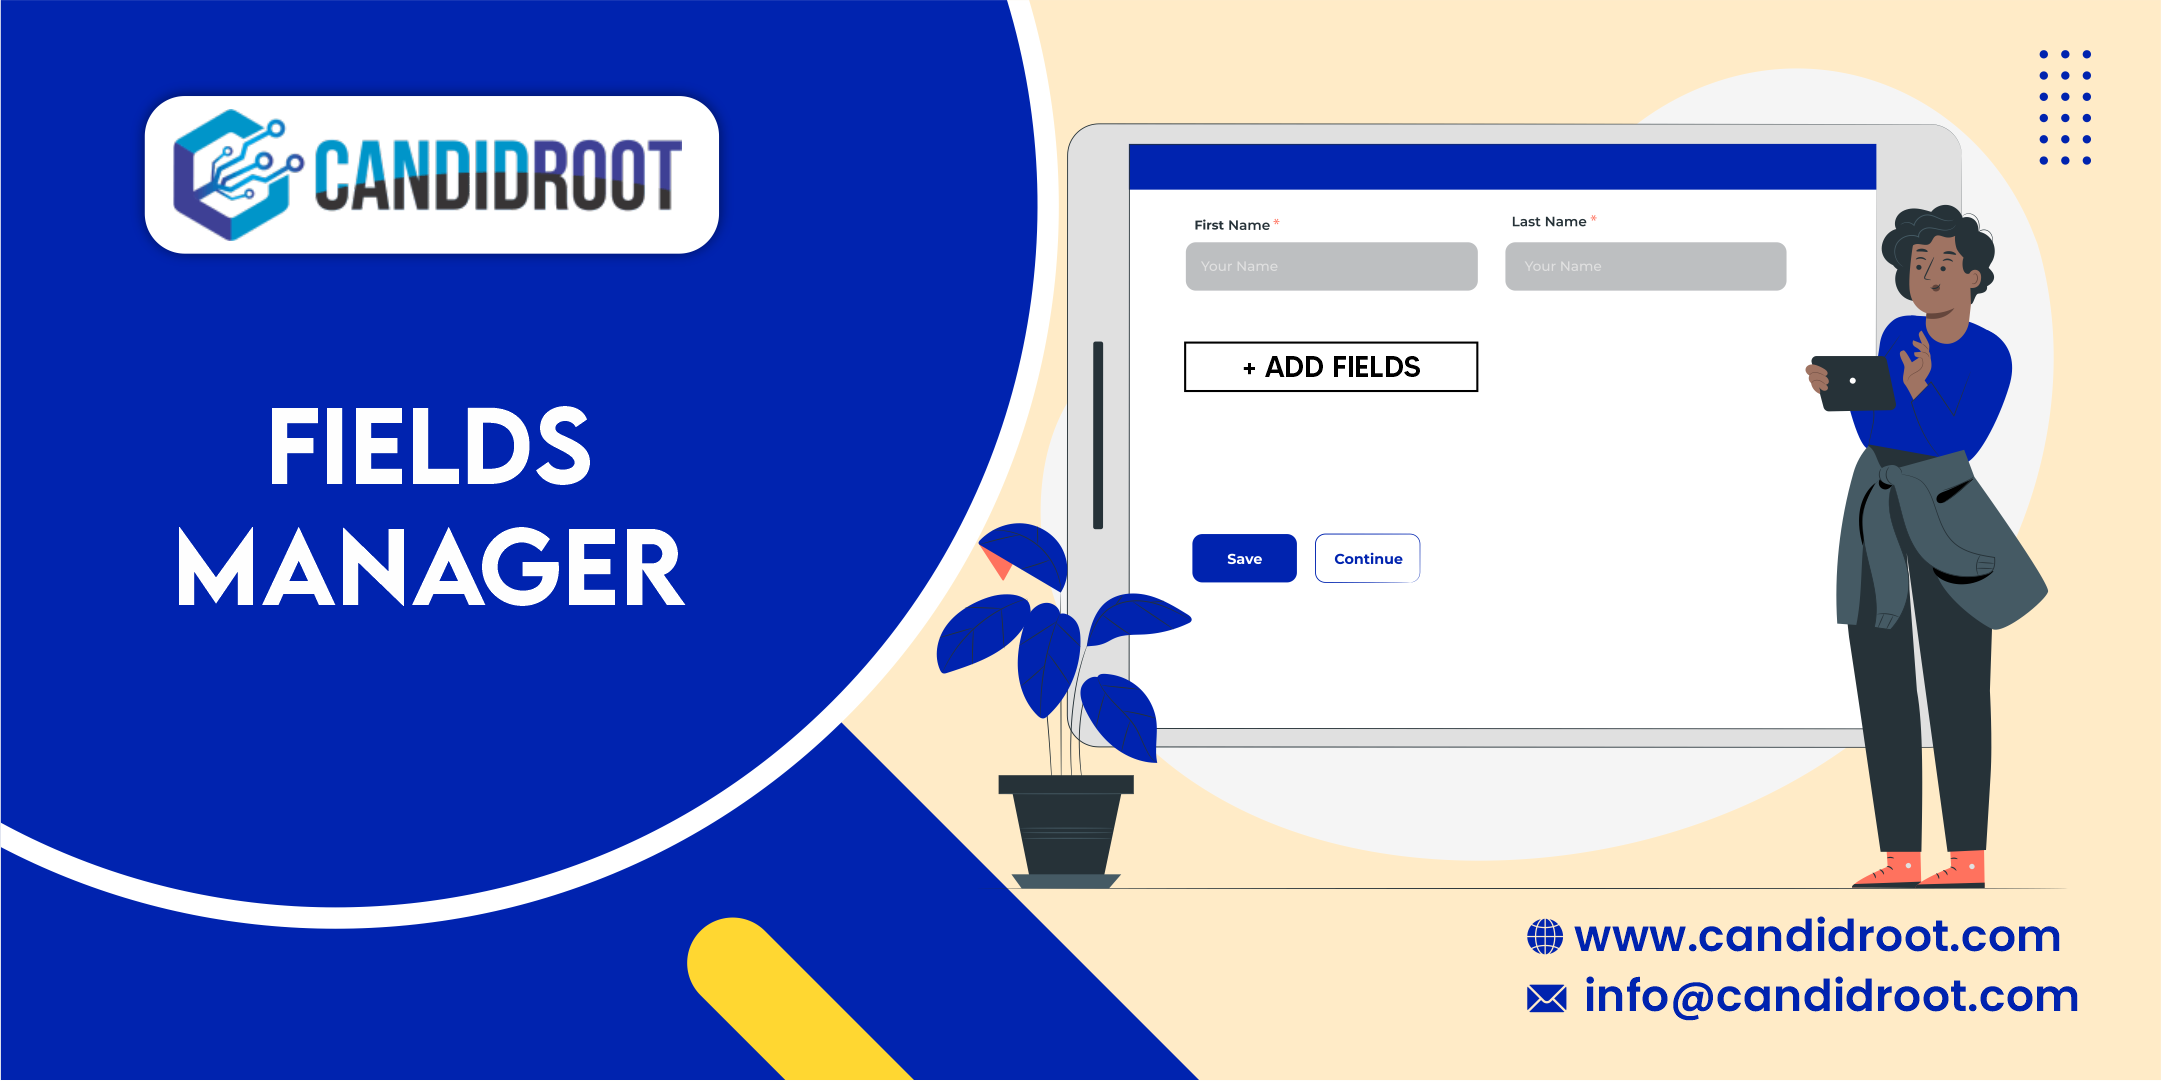 CANDIDROOT
FIELDS
MANAGER
First Name *
Last Name *
Your Name
Your Name
+ ADD FIELDS
Save
Continue
www.candidroot.com
info@candidroot.com